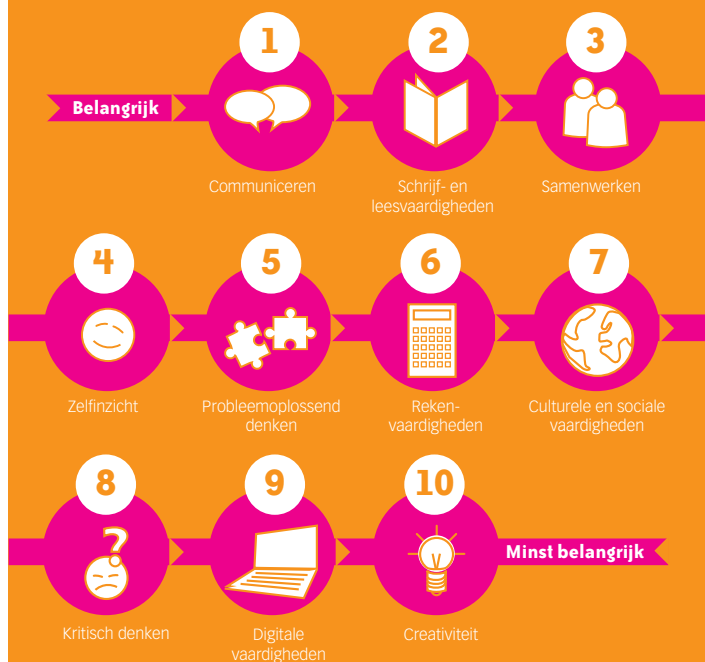 1
2
3
Belangrijk
Communiceren
Schrijf- en
leesvaardigheden
Samenwerken
4
5
6
7
Zelfinzicht
Probleemoplossend
denken
Reken-
vaardigheden
Culturele en sociale
vaardigheden
8
9
10
?
Minst belangrijk
Kritisch denken
Digitale
vaardigheden
Creativiteit